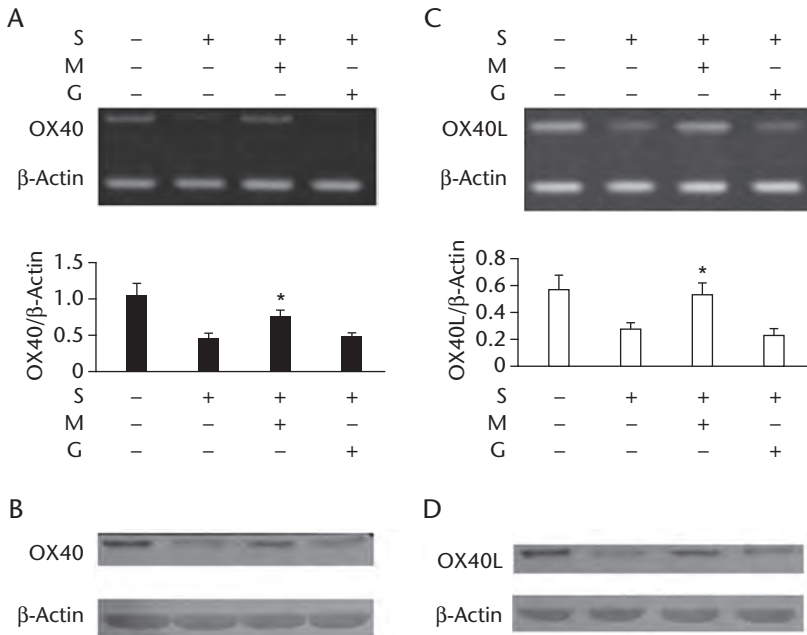 A
S – + + +
M – – + –
G – – – +
OX40
β-Actin
OX40/β-Actin
1.5
1.0
0.5
0
*
S – + + +
M – – + –
G – – – +
B
OX40
β-Actin
C
S – + + +
M – – + –
G – – – +
OX40L
β-Actin
OX40L/β-Actin
0.8
0.6
0.4
0.2
0
*
S – + + +
M – – + –
G – – – +
D
OX40L
β-Actin